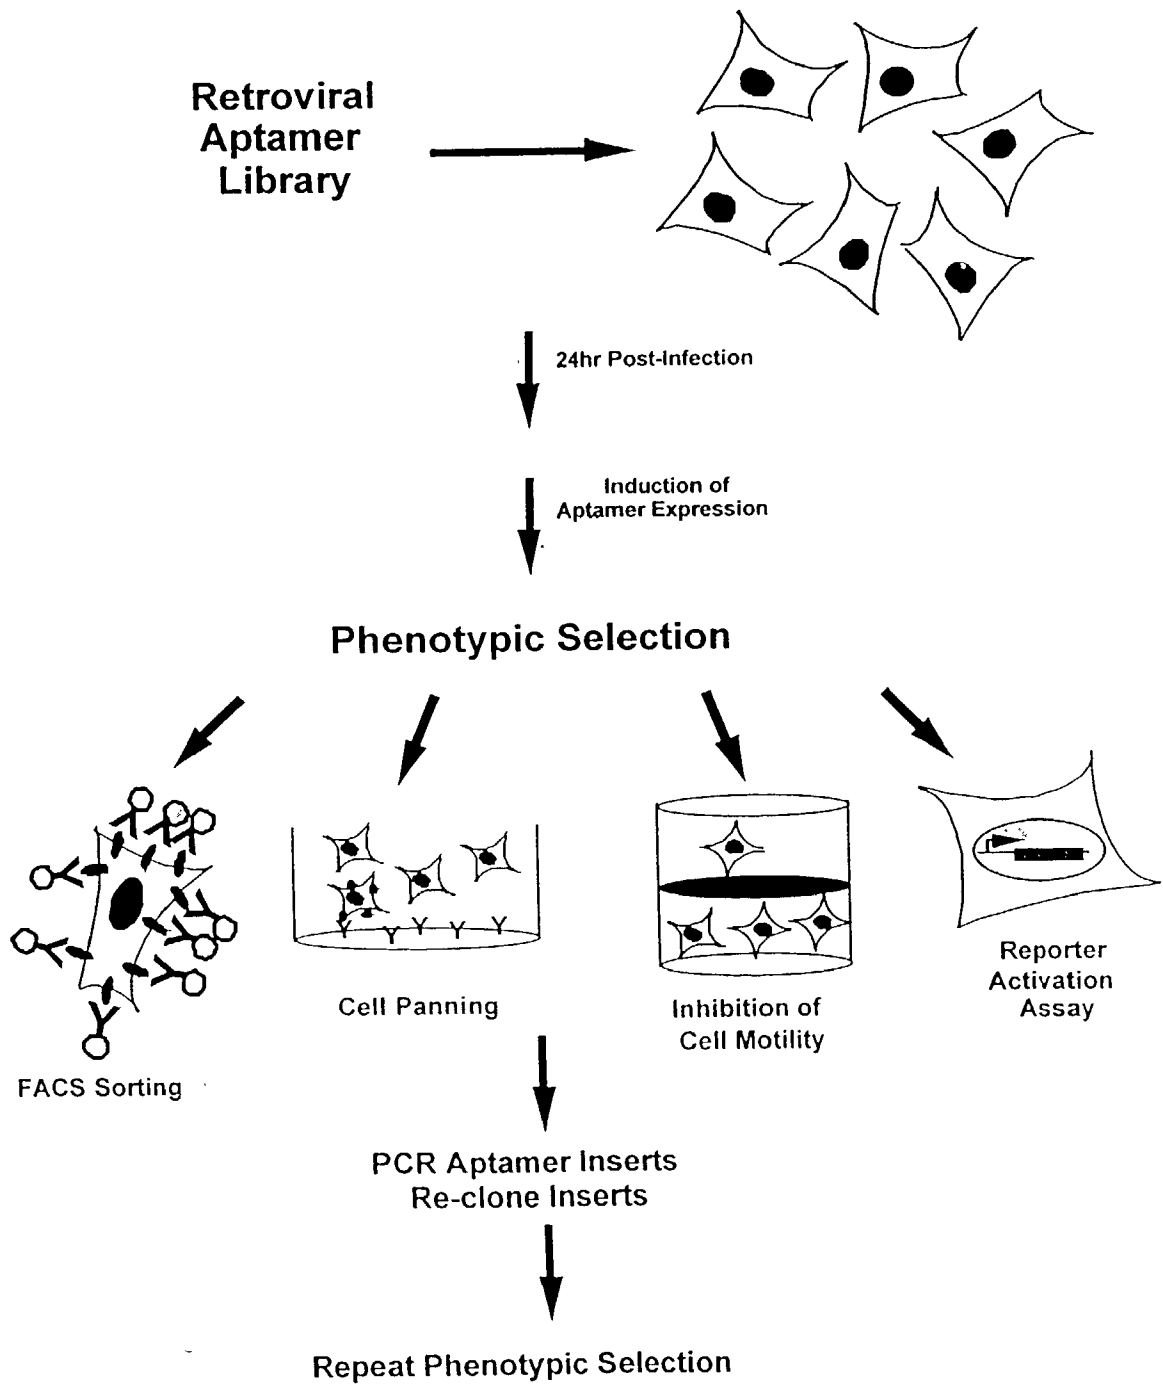 Retroviral
Aptamer
Library
24hr Post-Infection
Induction of
Aptamer Expression
Phenotypic Selection
FACS Sorting
Cell Panning
Inhibition of
Cell Motility
Reporter
Activation
Assay
PCR Aptamer Inserts
Re-clone Inserts
Repeat Phenotypic Selection